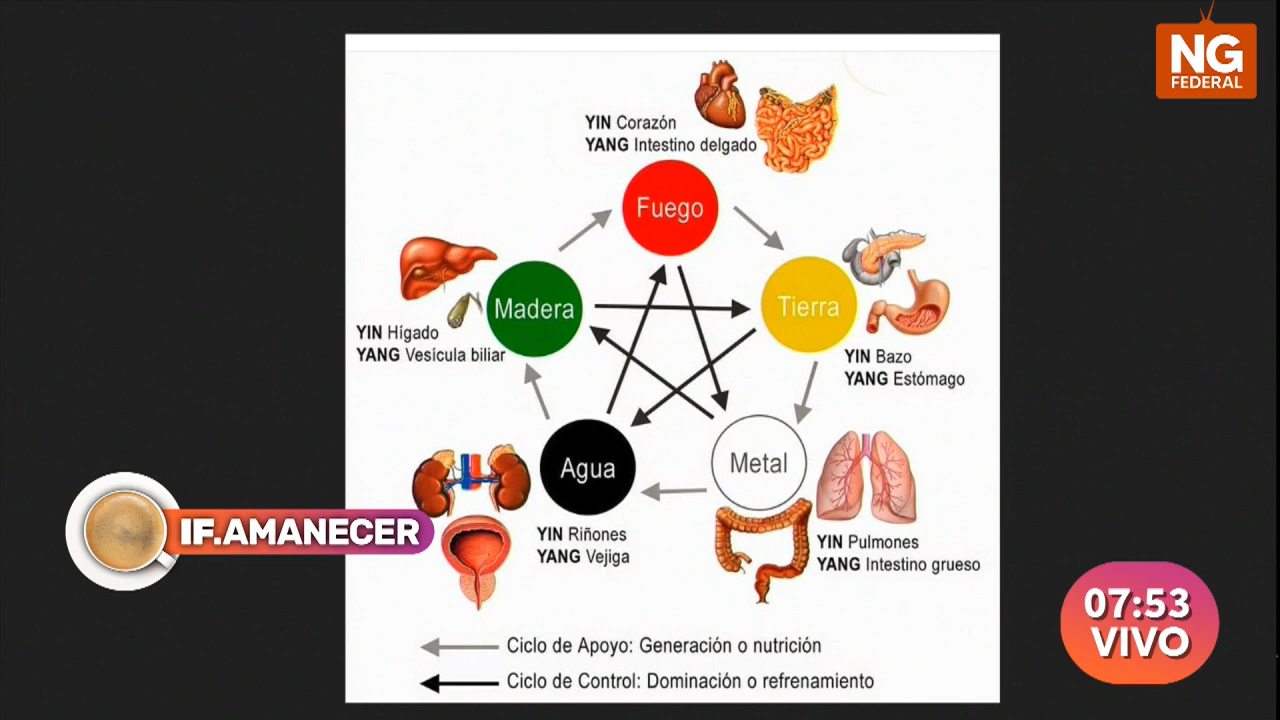 NG
FEDERAL
YIN Corazón
YANG Intestino delgado
Fuego
Madera
Tierra
YIN Hígado
YANG Vesícula biliar
YIN Bazo
YANG Estómago
Agua
Metal
YIN Riñones
YANG Vejiga
YIN Pulmones
YANG Intestino grueso
IF.AMANECER
07:53
VIVO
Ciclo de Apoyo: Generación o nutrición
Ciclo de Control: Dominación o refrenamiento